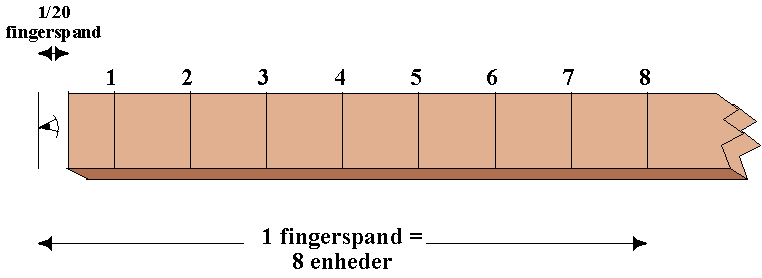 1/20
fingerspand
1 2 3 4 5 6 7 8
1 fingerspand =
8 enheder